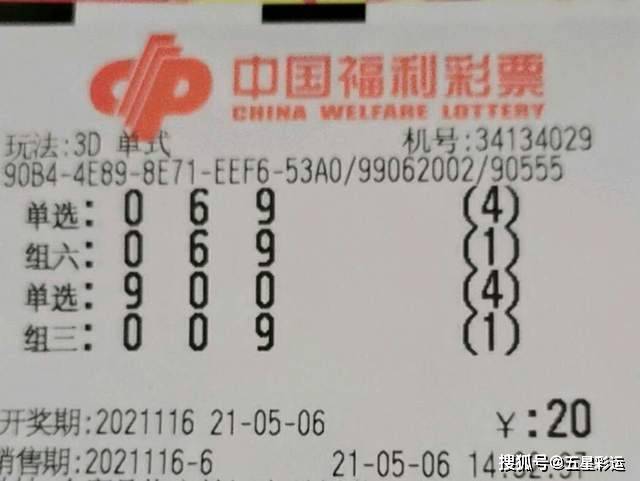 中国福利彩票
CHINA WELFARE LOTTERY
玩法:3D 单式 机号:34134029
90B4-4E89-8E71-EEF6-53A0/99062002/90555
单选: 0 6 9 (4)
组六: 0 6 9 (1)
单选: 9 0 0 (4)
组三: 0 0 9 (1)
开奖期:2021116 21-05-06 ¥:20
销售期:2021116-6 21-05-06
搜狐号@五星彩运